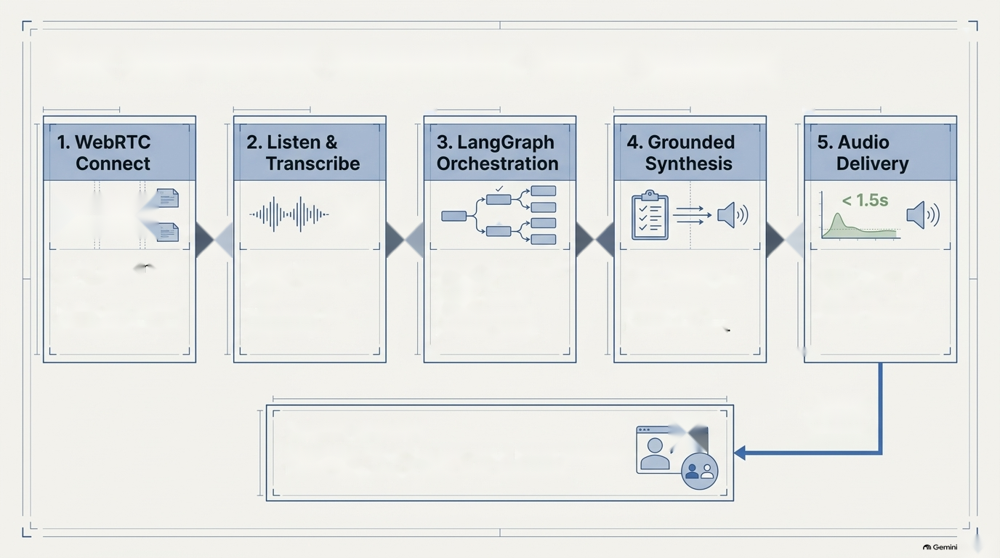 1. WebRTC
Connect
2. Listen &
Transcribe
3. LangGraph
Orchestration
4. Grounded
Synthesis
5. Audio
Delivery
< 1.5s
Gemini